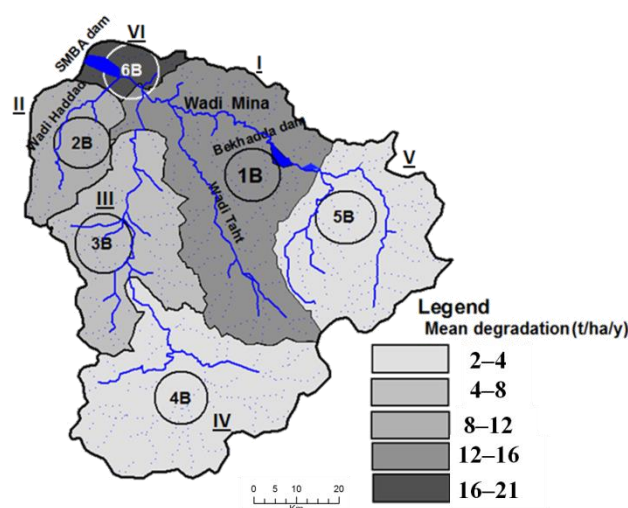 VI
SMBA dam
6B
I
II
Wadi Haddad
Wadi Mina
Bekhadda dam
2B
1B
V
Wadi Taht
5B
III
3B
4B
IV
Legend
Mean degradation (t/ha/y)
2–4
4–8
8–12
12–16
16–21
0 5 10 20
Km